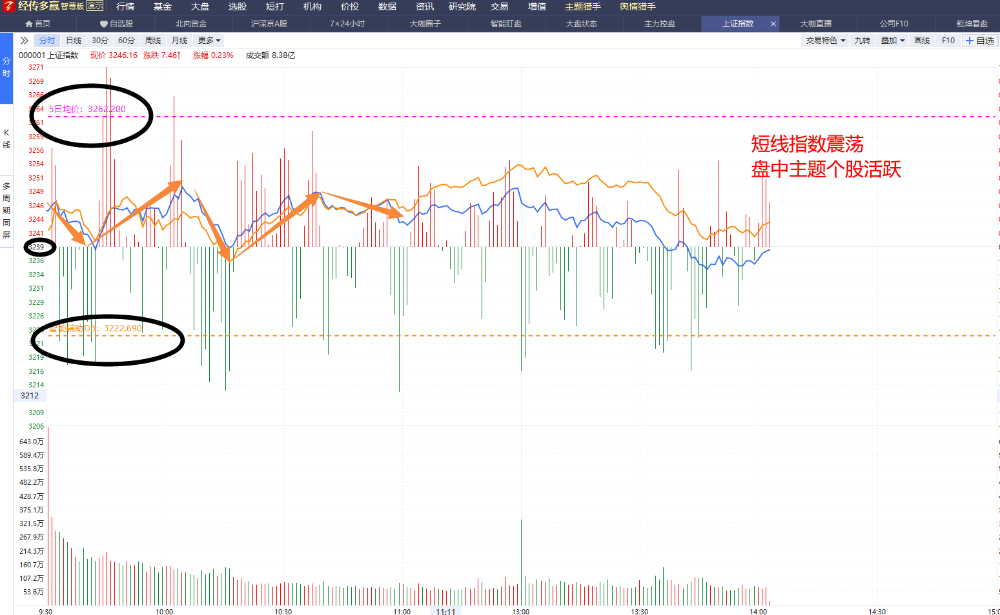 经传多赢 智尊版 演示 行情 基金 大盘 选股 短打 机构 价投 数据 资讯 研究院 交易 增值 主题猎手 舆情猎手
首页 自选股 北向资金 沪深京A股 7×24小时 大咖圈子 智能盯盘 大盘状态 主力控盘 上证指数 × 大咖直播 公司F10 乾坤看盘
分时 日线 30分 60分 周线 月线 更多 交易特色 九转 叠加 画线 F10 自选
000001 上证指数 现价 3246.16 涨跌 7.46↑ 涨幅 0.23% 成交额 8.38亿
分时
K线
多周期同屏
3271
3269
3266
3264
3261
3259
3256
3254
3251
3249
3246
3244
3241
3239
3236
3234
3231
3229
3226
3221
3219
3216
3214
3212
3209
3206
5日均价：3262.200
短线指数震荡
盘中主题个股活跃
智能辅助DB：3222.690
643.0万
589.4万
535.8万
482.2万
428.7万
375.1万
321.5万
267.9万
214.3万
160.7万
107.2万
53.6万
9:30 10:00 10:30 11:00 11:11 13:00 13:30 14:00 14:30